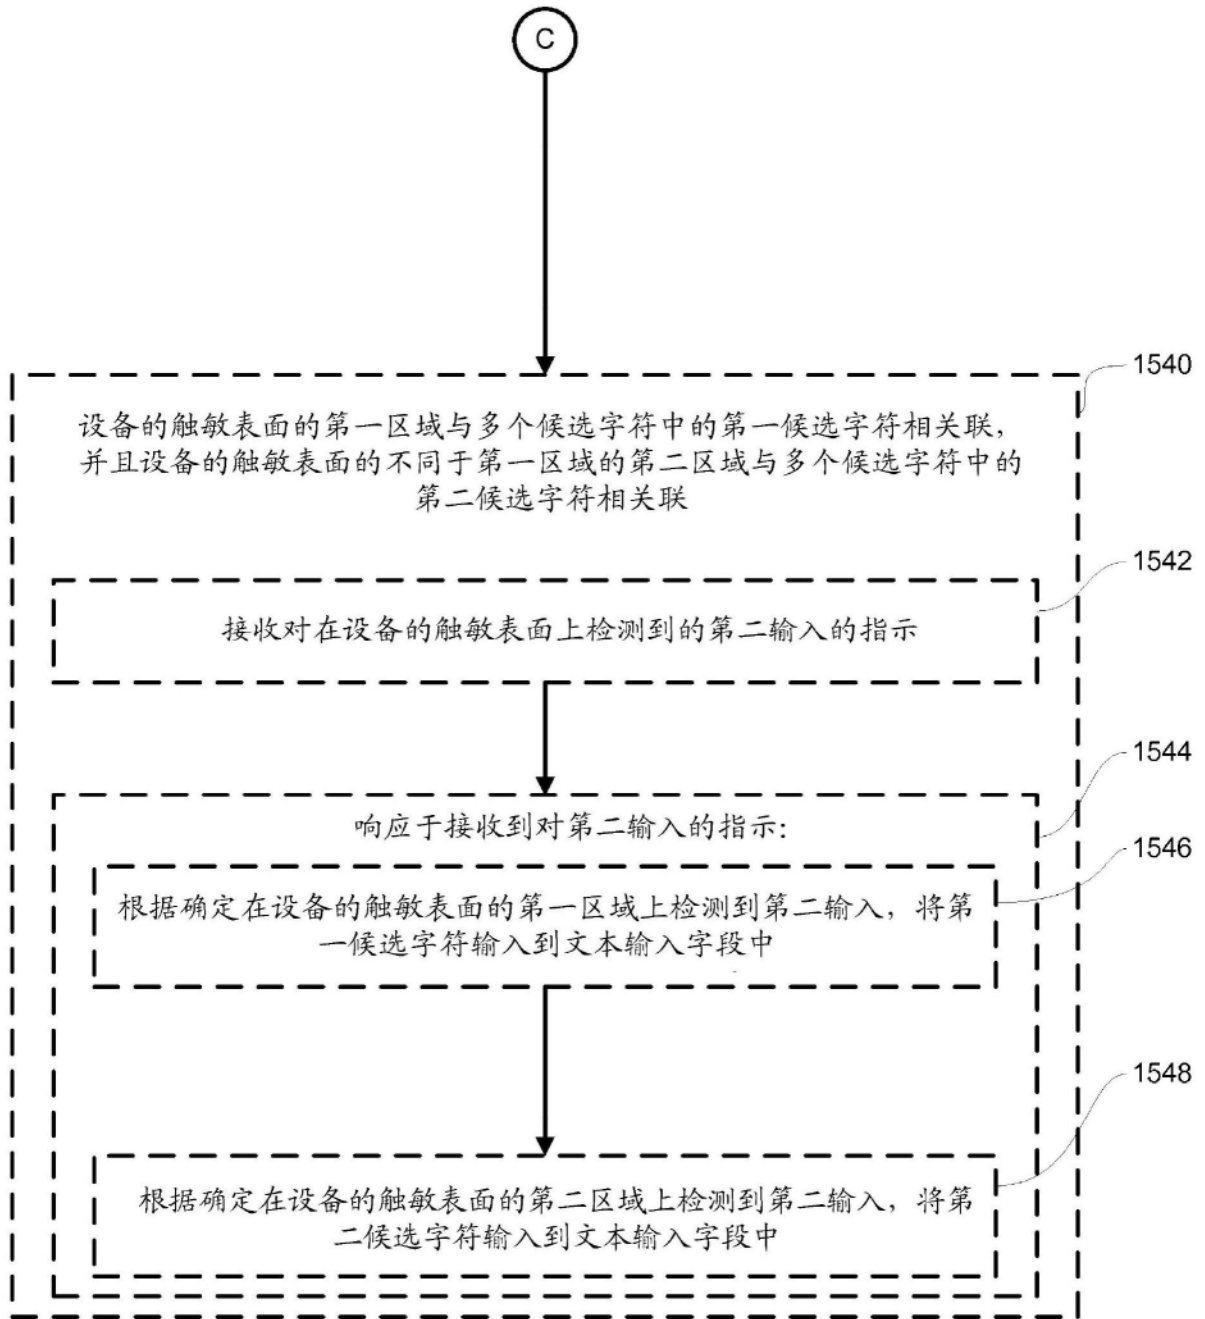 C
1540
设备的触敏表面的第一区域与多个候选字符中的第一候选字符相关联，
并且设备的触敏表面的不同于第一区域的第二区域与多个候选字符中的
第二候选字符相关联
1542
接收对在设备的触敏表面上检测到的第二输入的指示
1544
响应于接收到对第二输入的指示：
1546
根据确定在设备的触敏表面的第一区域上检测到第二输入，将第
一候选字符输入到文本输入字段中
1548
根据确定在设备的触敏表面的第二区域上检测到第二输入，将第
二候选字符输入到文本输入字段中